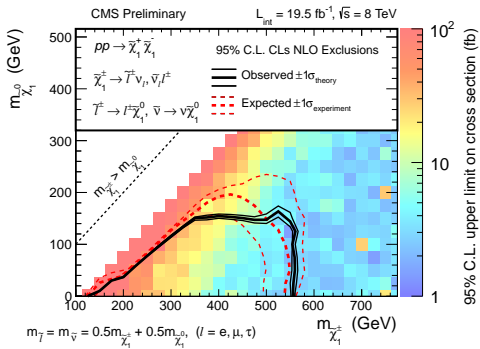 CMS Preliminary    L_int = 19.5 fb⁻¹, √s = 8 TeV
pp → χ̃₁⁺ χ̃₁⁻
95% C.L. CLs NLO Exclusions
χ̃₁± → l̃± ν_l, ν̃_l l±
Observed ±1σ_theory
Expected ±1σ_experiment
l̃± → l± χ̃₁⁰, ν̃ → ν χ̃₁⁰
m_χ̃₁⁰ (GeV)
500
400
300
200
100
0
m_χ̃₁± > m_χ̃₁⁰
100 200 300 400 500 600 700
m_χ̃₁± (GeV)
m_l̃ = m_ν̃ = 0.5m_χ̃₁± + 0.5m_χ̃₁⁰, (l = e, μ, τ)
10²
10
1
95% C.L. upper limit on cross section (fb)